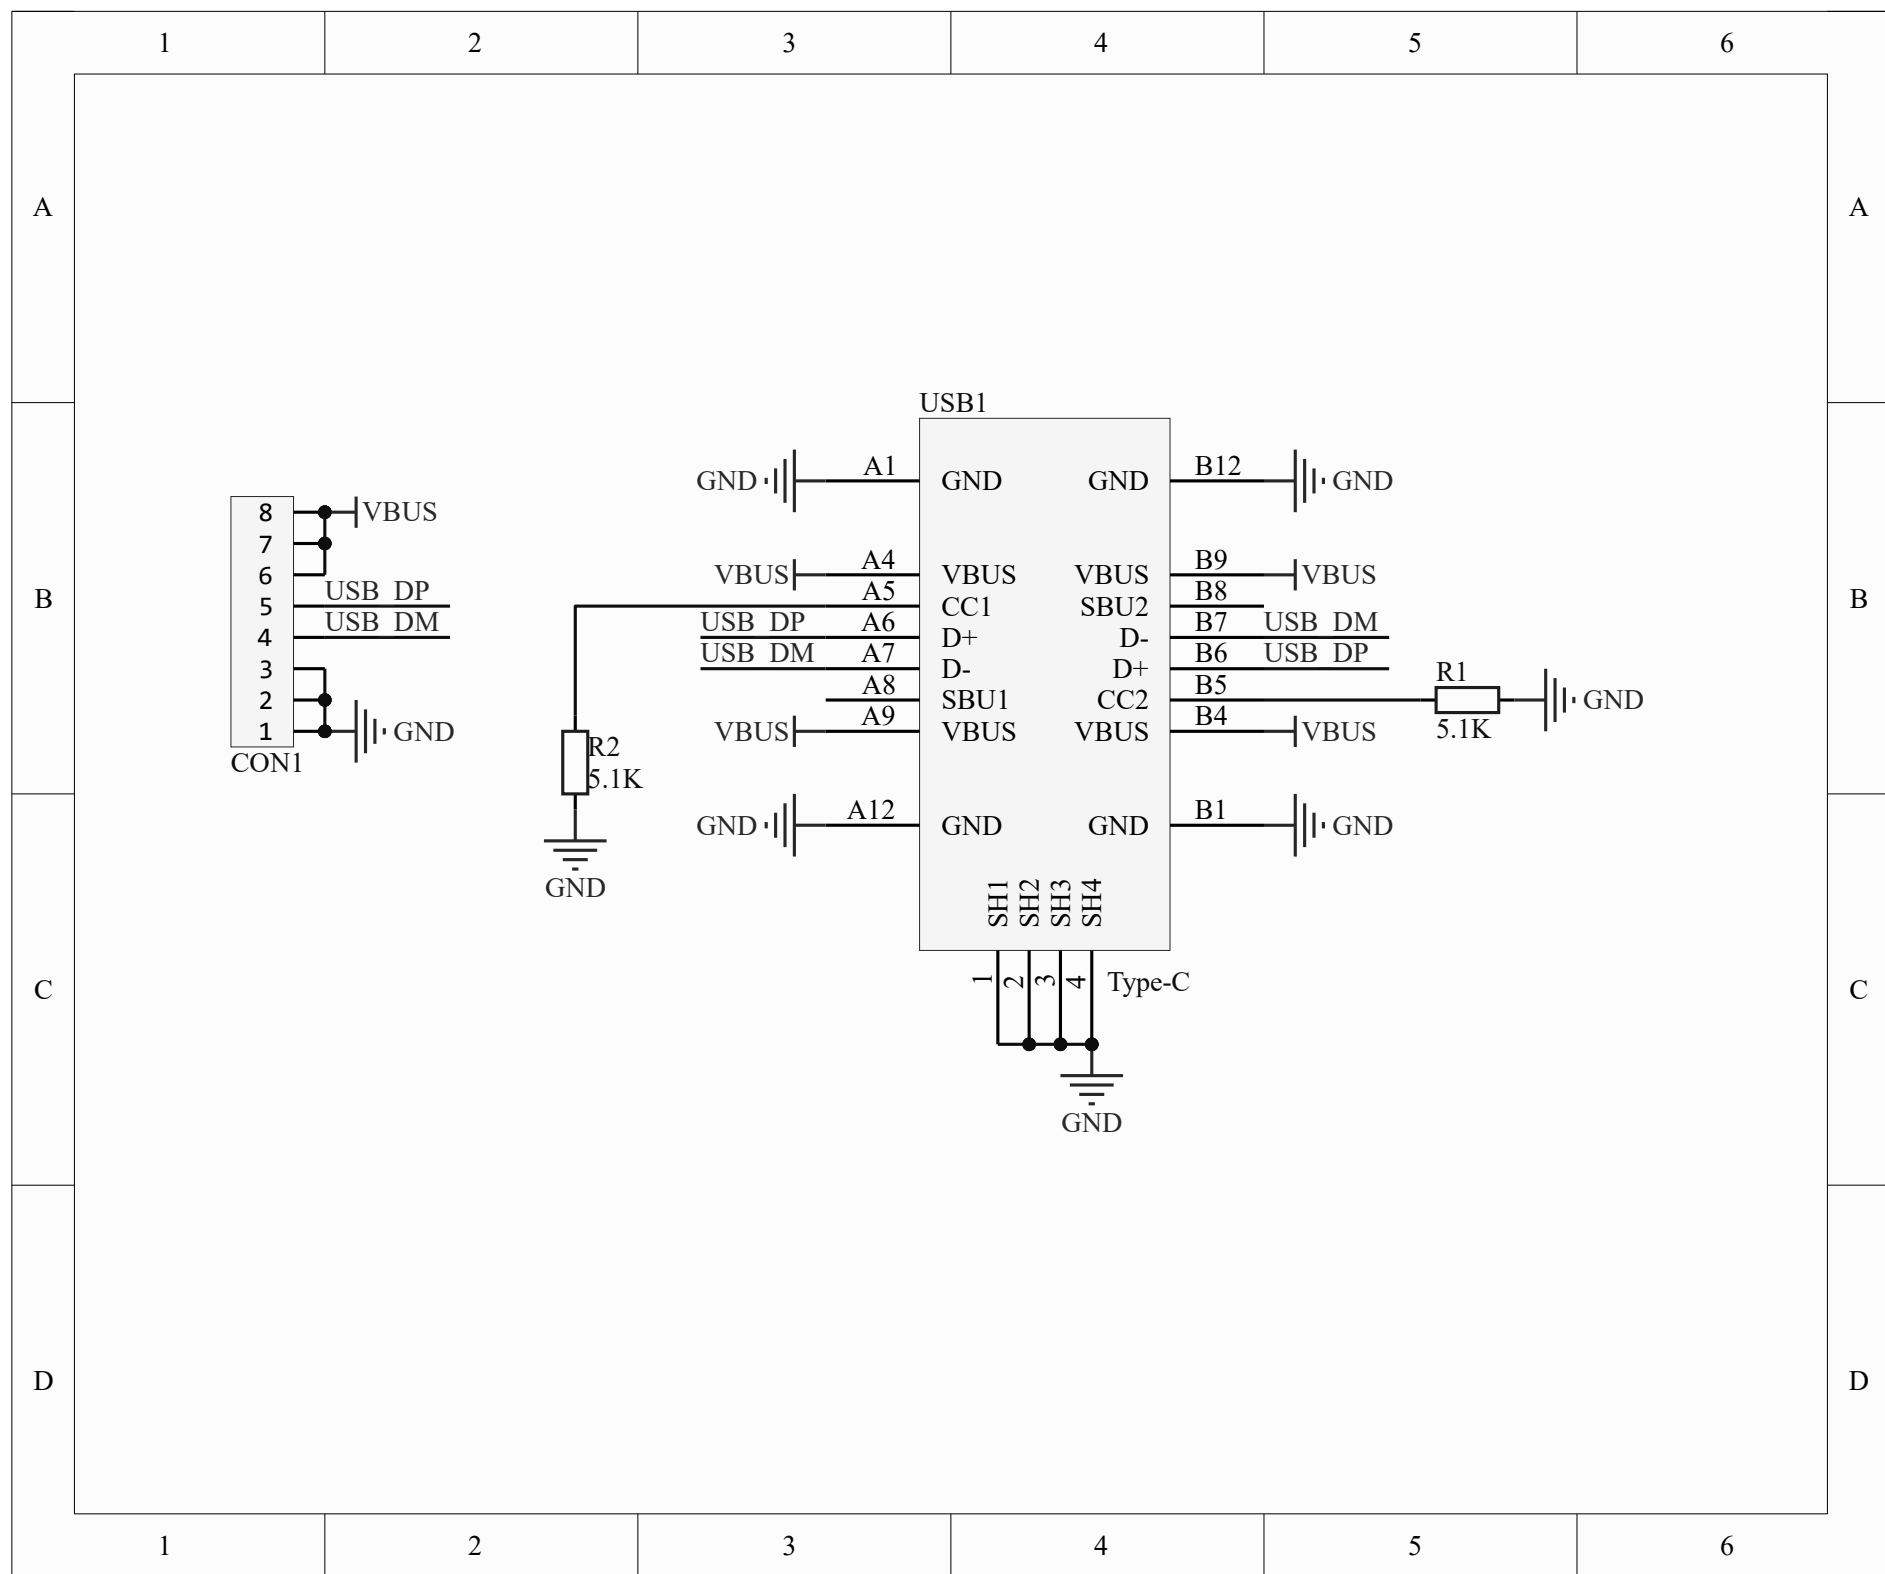 1 2 3 4 5 6
A A
USB1
GND A1 GND GND B12 GND
8 VBUS
7
VBUS A4 VBUS VBUS B9 VBUS
6
A5 CC1 SBU2 B8
B B
5 USB_DP
USB_DP A6 D+ D- B7 USB_DM
4 USB_DM
USB_DM A7 D- D+ B6 USB_DP
3
R1
A8 SBU1 CC2 B5 GND
2
5.1K
VBUS A9 VBUS VBUS B4 VBUS
1 GND
CON1
R2
5.1K
GND A12 GND GND B1 GND
GND
SH1 SH2 SH3 SH4
1 2 3 4 Type-C
C C
GND
D D
1 2 3 4 5 6